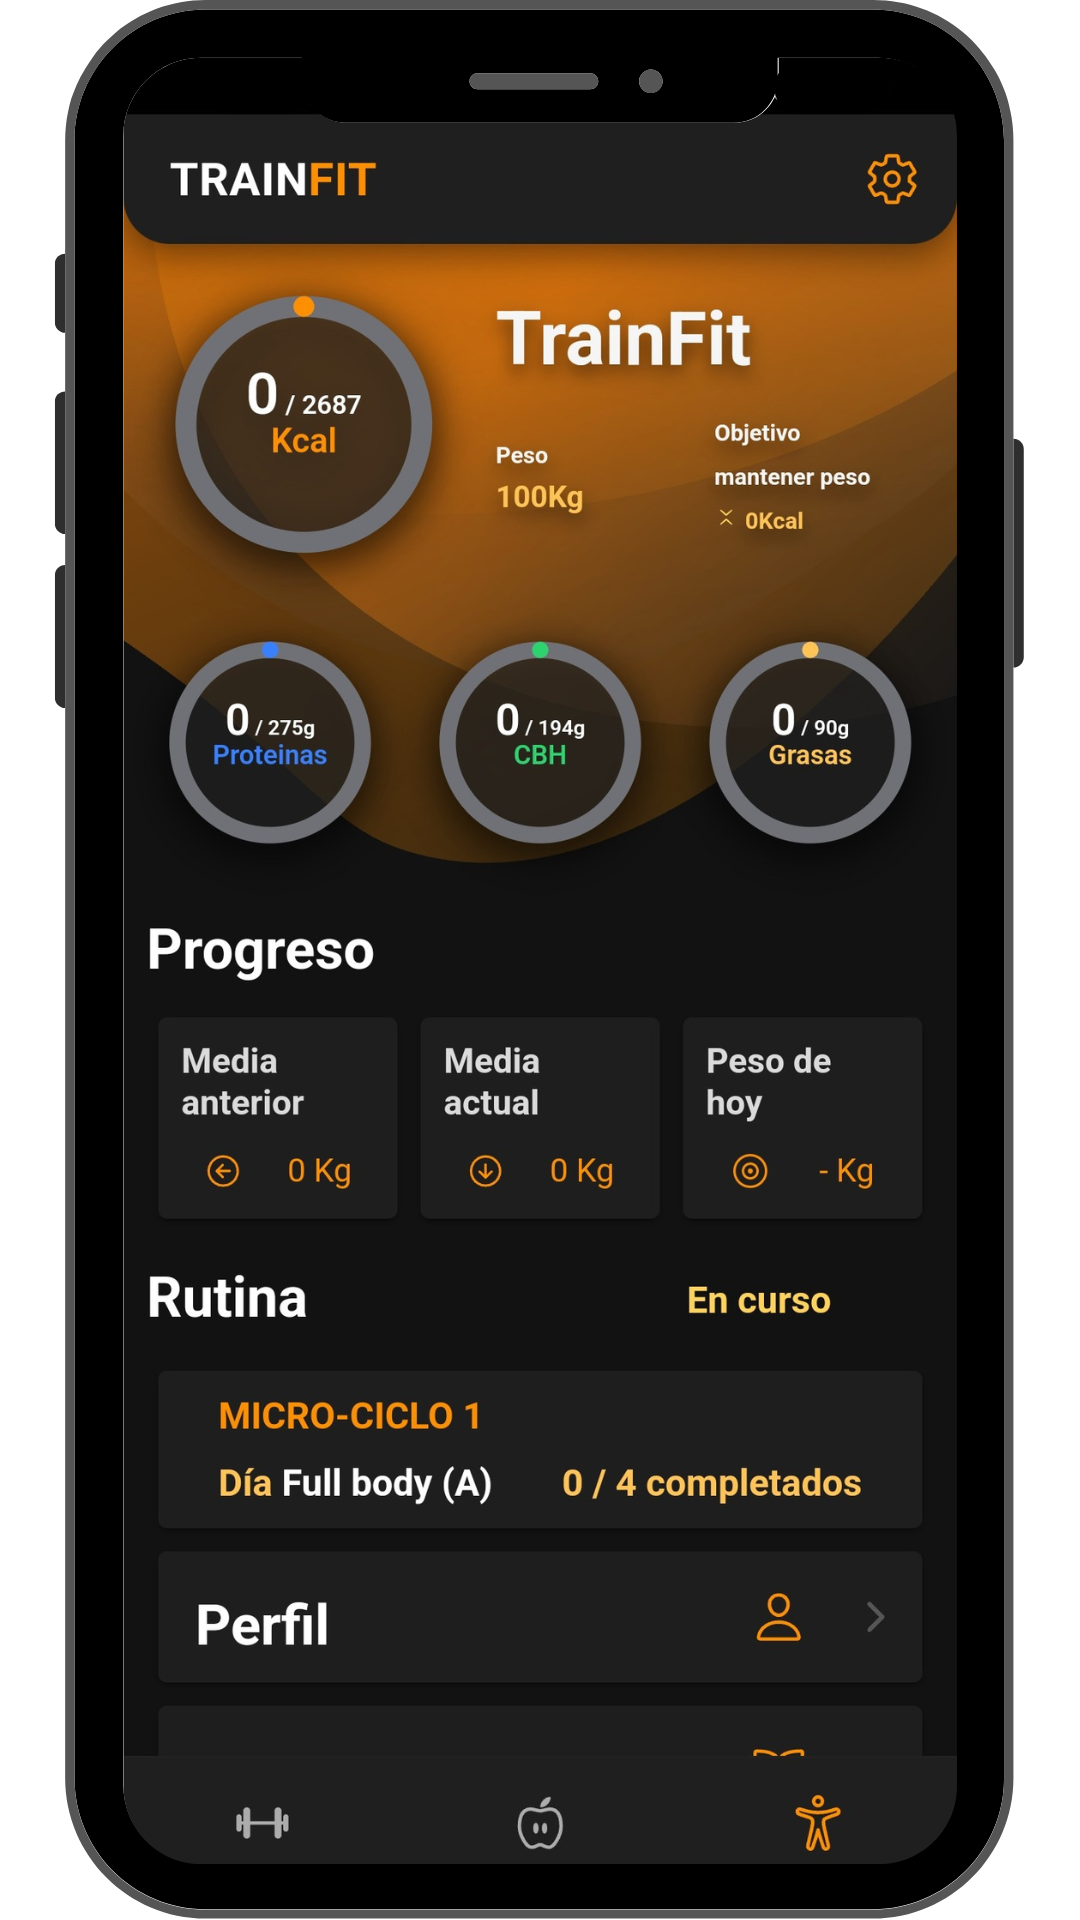 TRAINFIT
TrainFit
0 / 2687
Kcal
Peso
100Kg
Objetivo
mantener peso
0Kcal
0 / 275g
Proteinas
0 / 194g
CBH
0 / 90g
Grasas
Progreso
Media
anterior
0 Kg
Media
actual
0 Kg
Peso de
hoy
- Kg
Rutina
En curso
MICRO-CICLO 1
Día Full body (A)
0 / 4 completados
Perfil